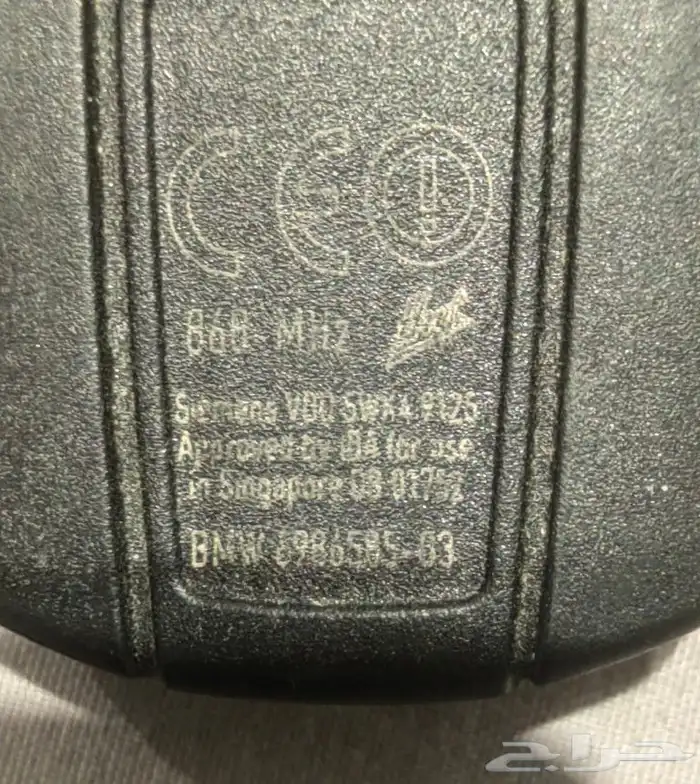 CE
868 MHz
Siemens VDO 5WK4 9125
Approved by IDA for use
in Singapore DB 01752
BMW 6986585-03
حراج